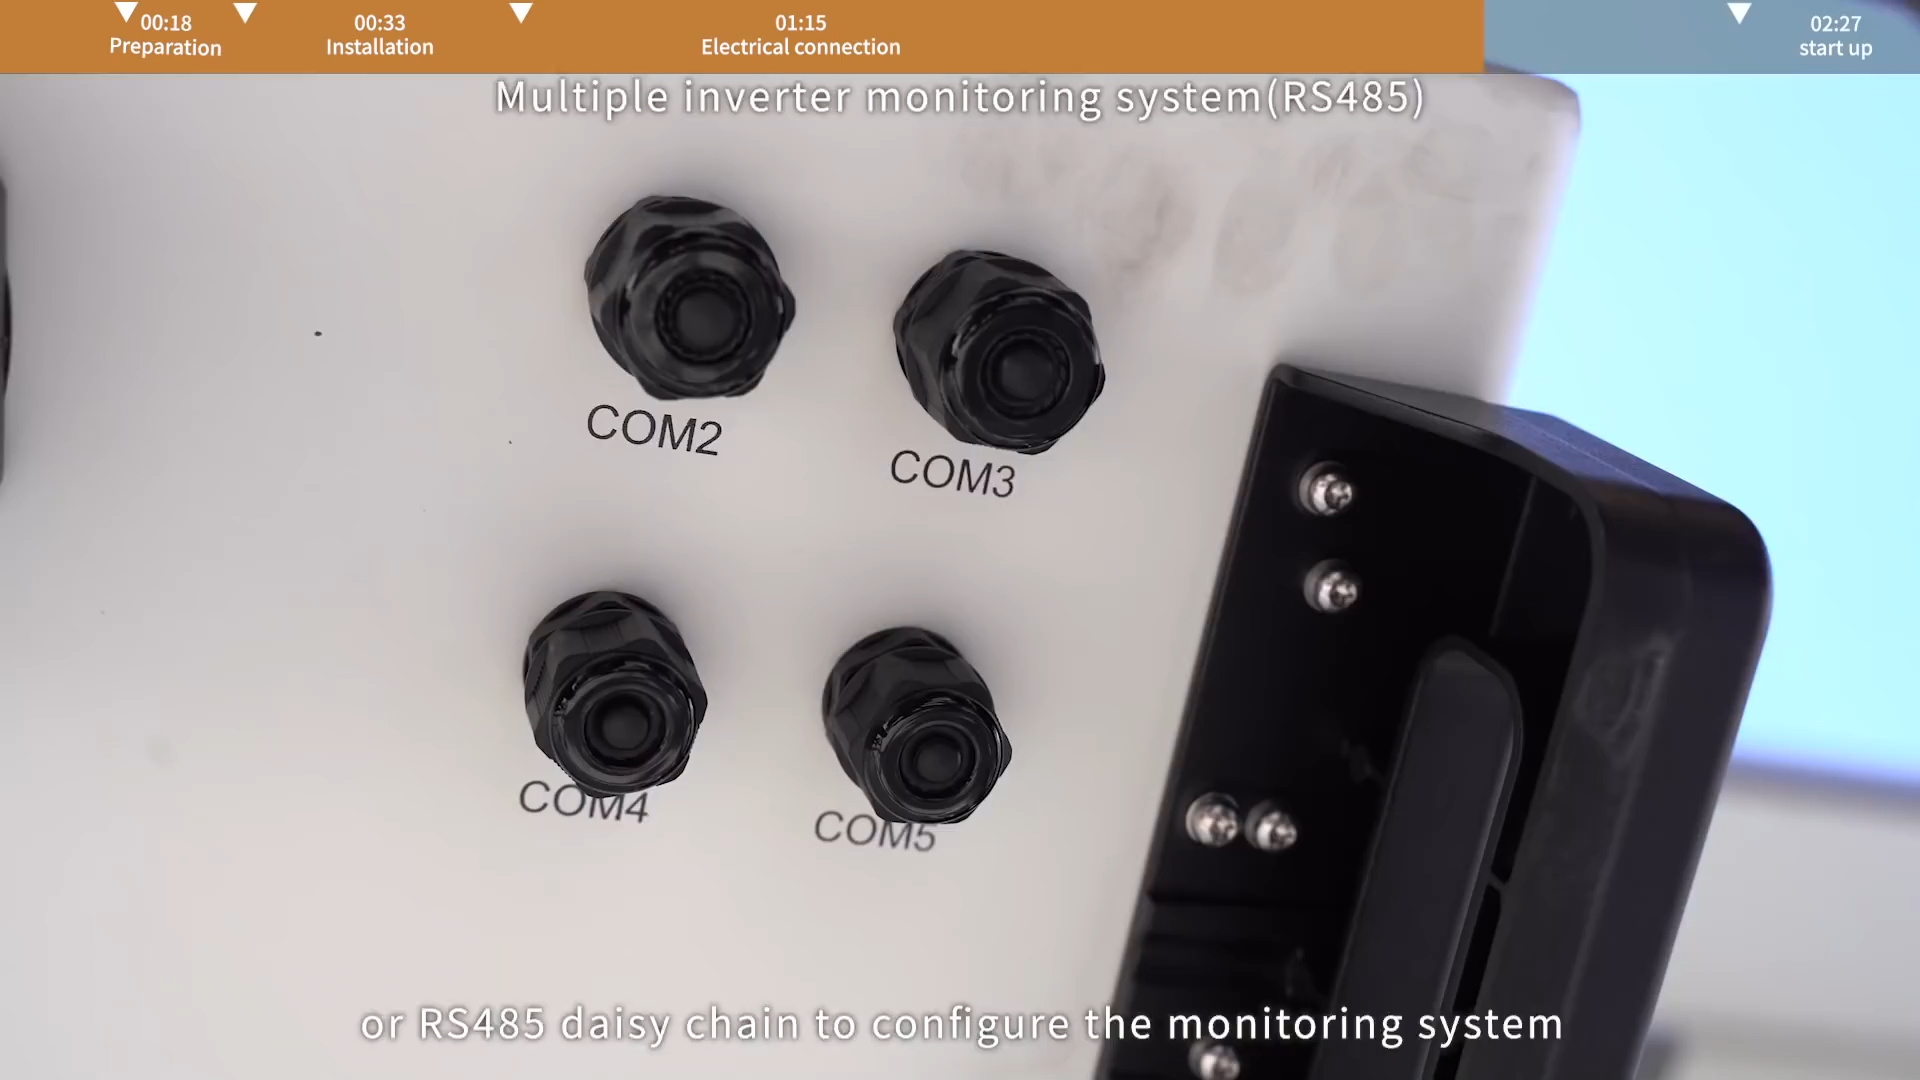 00:18
Preparation
00:33
Installation
01:15
Electrical connection
02:27
start up
Multiple inverter monitoring system(RS485)
COM2
COM3
COM4
COM5
or RS485 daisy chain to configure the monitoring system